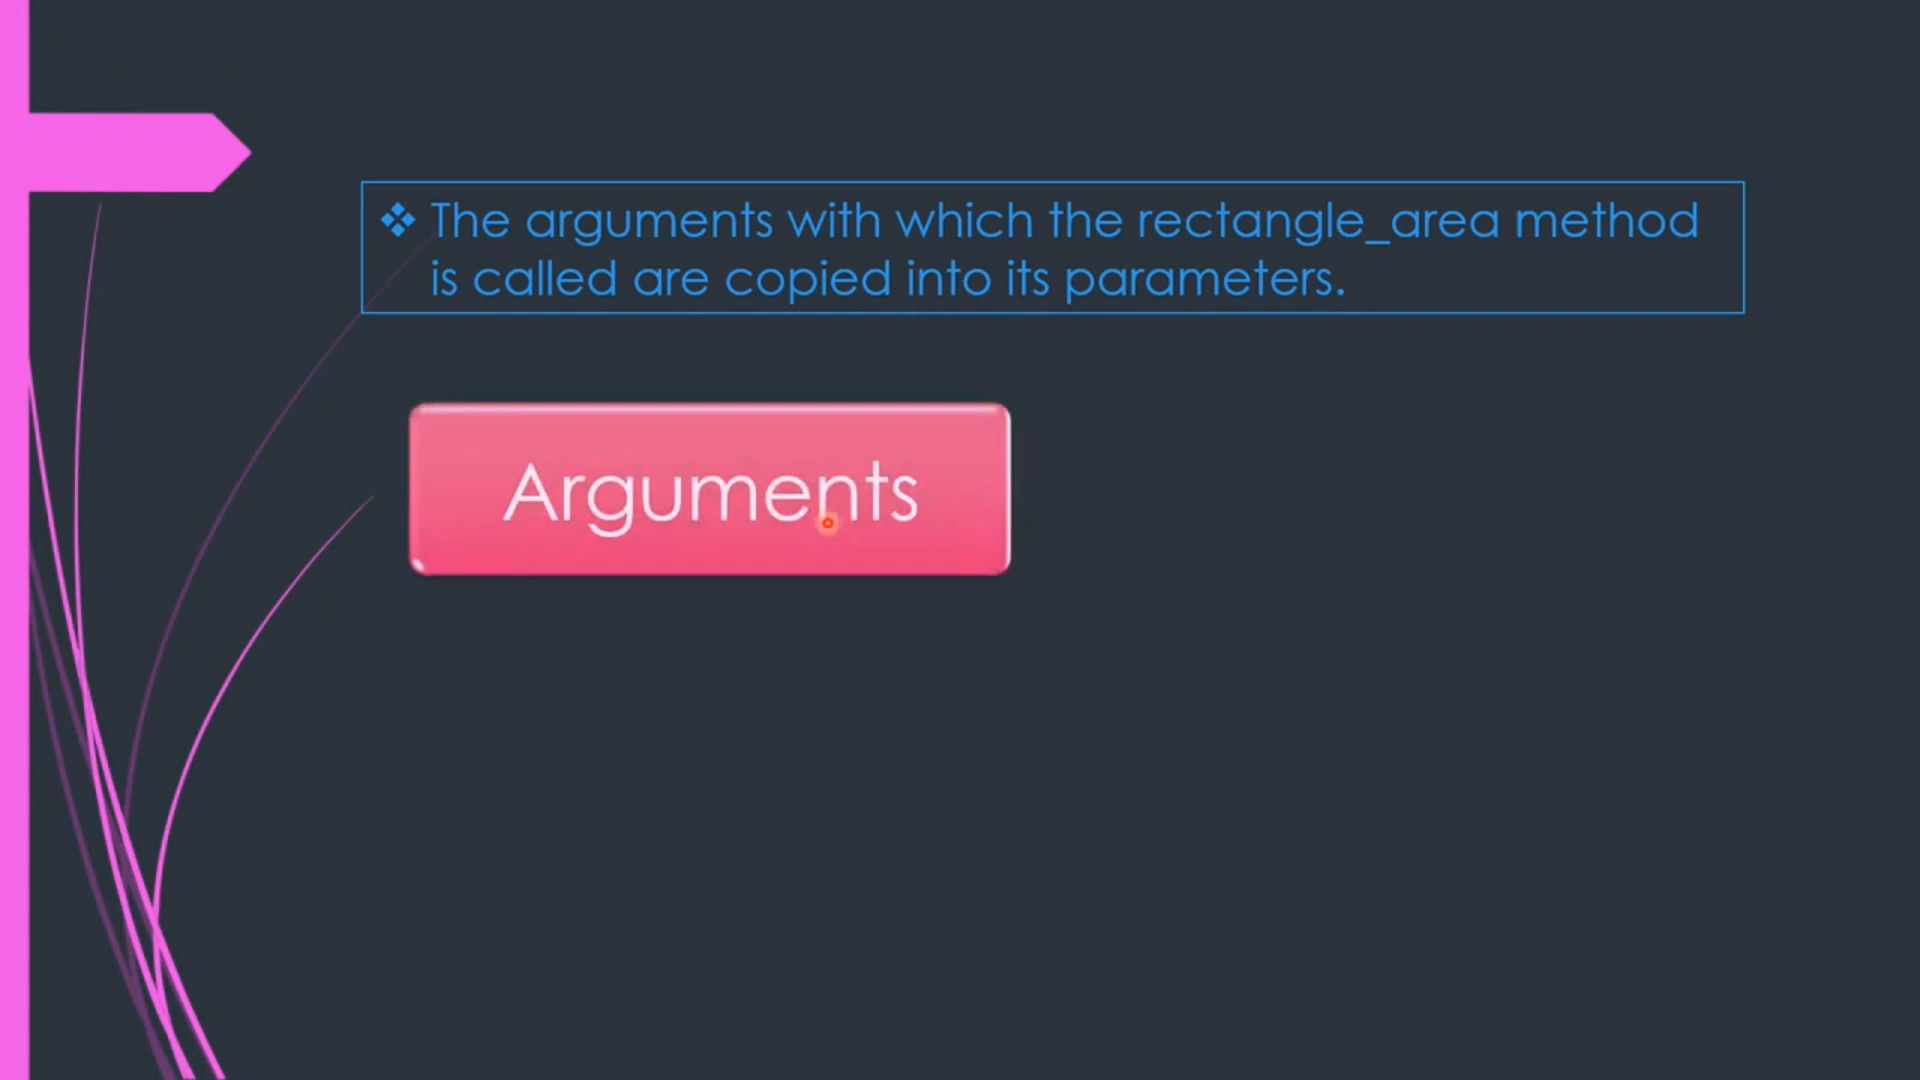 ❖ The arguments with which the rectangle_area method
is called are copied into its parameters.
Arguments